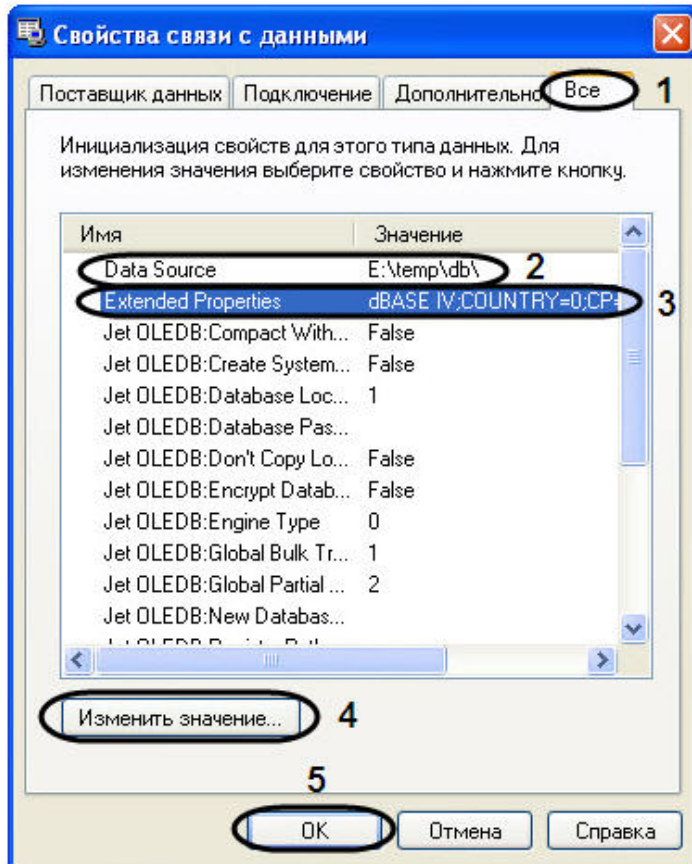 Свойства связи с данными
Поставщик данных Подключение Дополнительно Все 1
Инициализация свойств для этого типа данных. Для
изменения значения выберите свойство и нажмите кнопку.
Имя Значение
Data Source E:\temp\db\ 2
Extended Properties dBASE IV;COUNTRY=0;CP= 3
Jet OLEDB:Compact With... False
Jet OLEDB:Create System... False
Jet OLEDB:Database Loc... 1
Jet OLEDB:Database Pas...
Jet OLEDB:Don't Copy Lo... False
Jet OLEDB:Encrypt Datab... False
Jet OLEDB:Engine Type 0
Jet OLEDB:Global Bulk Tr... 1
Jet OLEDB:Global Partial ... 2
Jet OLEDB:New Databas...
Изменить значение... 4
5
OK Отмена Справка